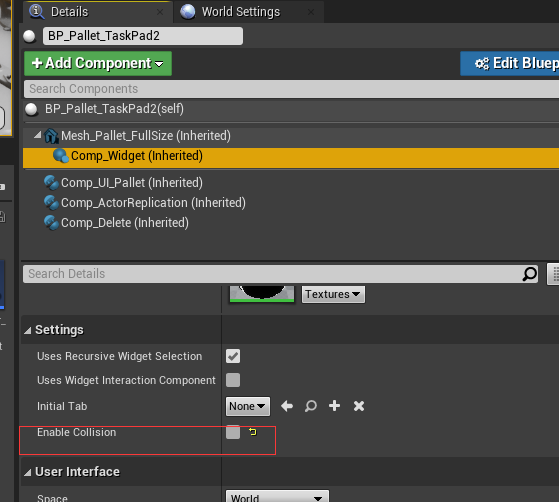 Details
World Settings
BP_Pallet_TaskPad2
+ Add Component
Edit Bluep
Search Components
BP_Pallet_TaskPad2(self)
Mesh_Pallet_FullSize (Inherited)
Comp_Widget (Inherited)
Comp_UI_Pallet (Inherited)
Comp_ActorReplication (Inherited)
Comp_Delete (Inherited)
Search Details
Textures
Settings
Uses Recursive Widget Selection
Uses Widget Interaction Component
Initial Tab None
Enable Collision
User Interface
Space World